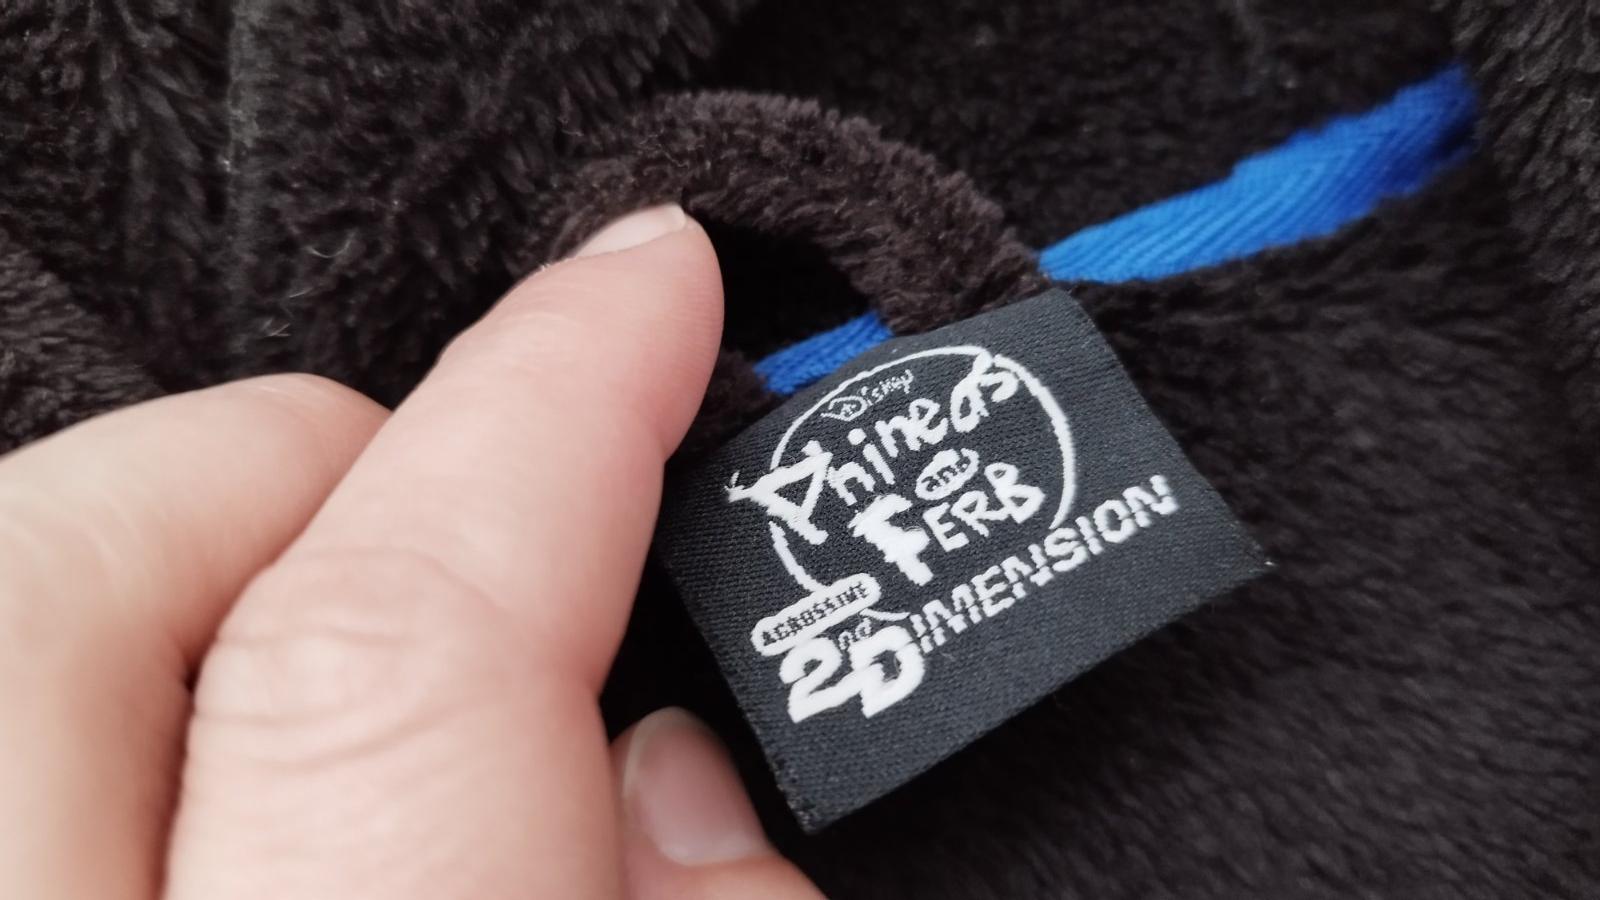 Disney
Phineas
and
FERB
ACROSS THE
2nd DIMENSION